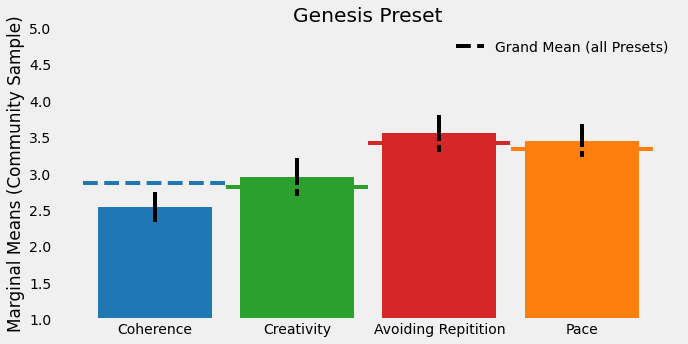 Genesis Preset
Marginal Means (Community Sample)
5.0
4.5
4.0
3.5
3.0
2.5
2.0
1.5
1.0
Grand Mean (all Presets)
Coherence
Creativity
Avoiding Repitition
Pace